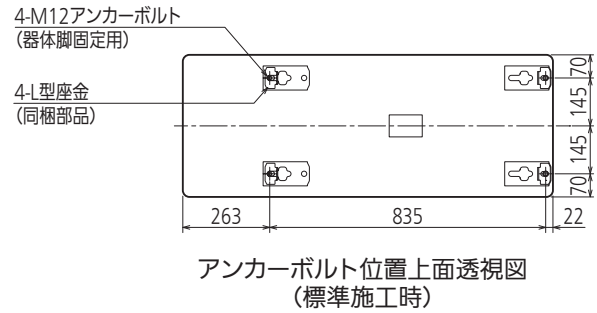 4-M12アンカーボルト
(器体脚固定用)
4-L型座金
(同梱部品)
70
145
145
70
263
835
22
アンカーボルト位置上面透視図
(標準施工時)